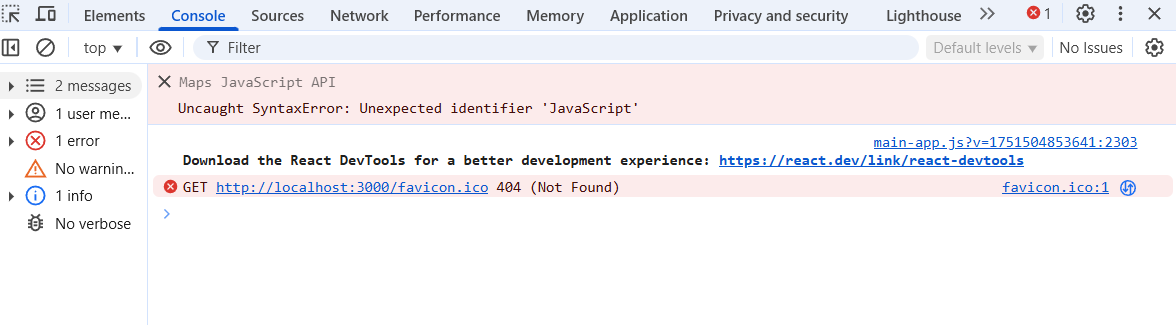 Elements Console Sources Network Performance Memory Application Privacy and security Lighthouse 1
top Filter Default levels No Issues
2 messages
1 user me...
1 error
No warnin...
1 info
No verbose
Maps JavaScript API
Uncaught SyntaxError: Unexpected identifier 'JavaScript'
main-app.js?v=1751504853641:2303
Download the React DevTools for a better development experience: https://react.dev/link/react-devtools
GET http://localhost:3000/favicon.ico 404 (Not Found) favicon.ico:1